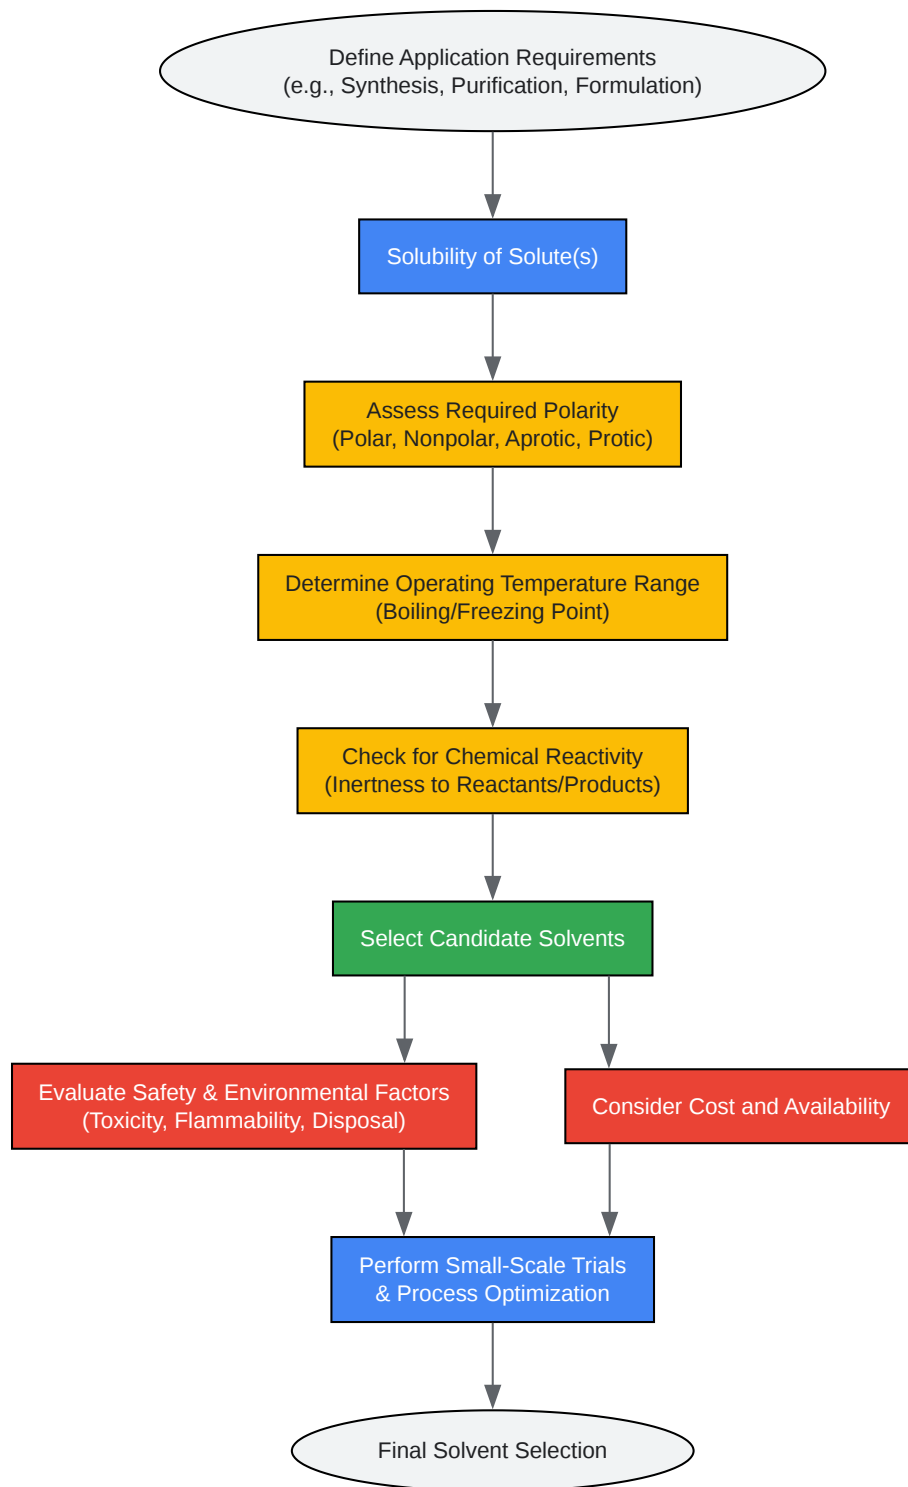 Define Application Requirements
(e.g., Synthesis, Purification, Formulation)
Solubility of Solute(s)
Assess Required Polarity
(Polar, Nonpolar, Aprotic, Protic)
Determine Operating Temperature Range
(Boiling/Freezing Point)
Check for Chemical Reactivity
(Inertness to Reactants/Products)
Select Candidate Solvents
Evaluate Safety & Environmental Factors
(Toxicity, Flammability, Disposal)
Consider Cost and Availability
Perform Small-Scale Trials
& Process Optimization
Final Solvent Selection